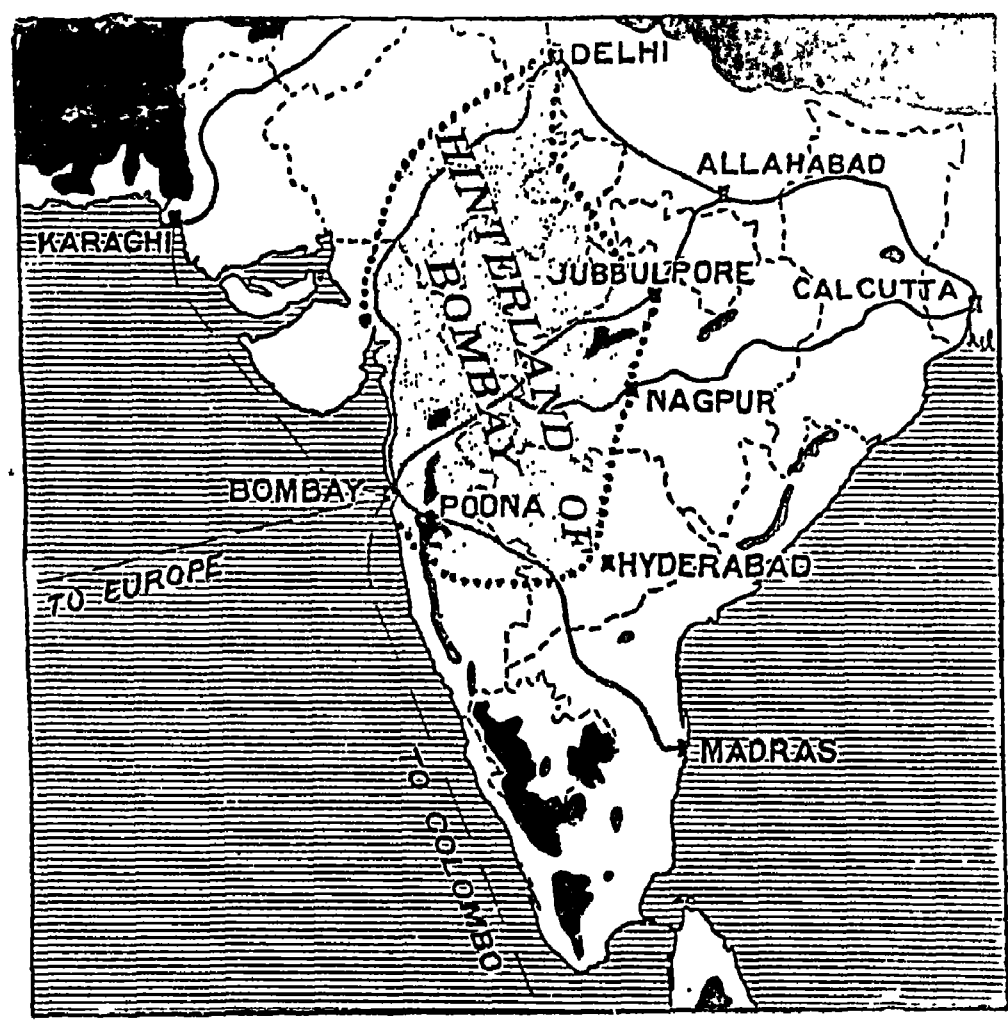 DELHI
ALLAHABAD
KARACHI
HINTERLAND OF
BOMBAY
JUBBULPORE
CALCUTTA
NAGPUR
BOMBAY
POONA
HYDERABAD
TO EUROPE
MADRAS
TO COLOMBO